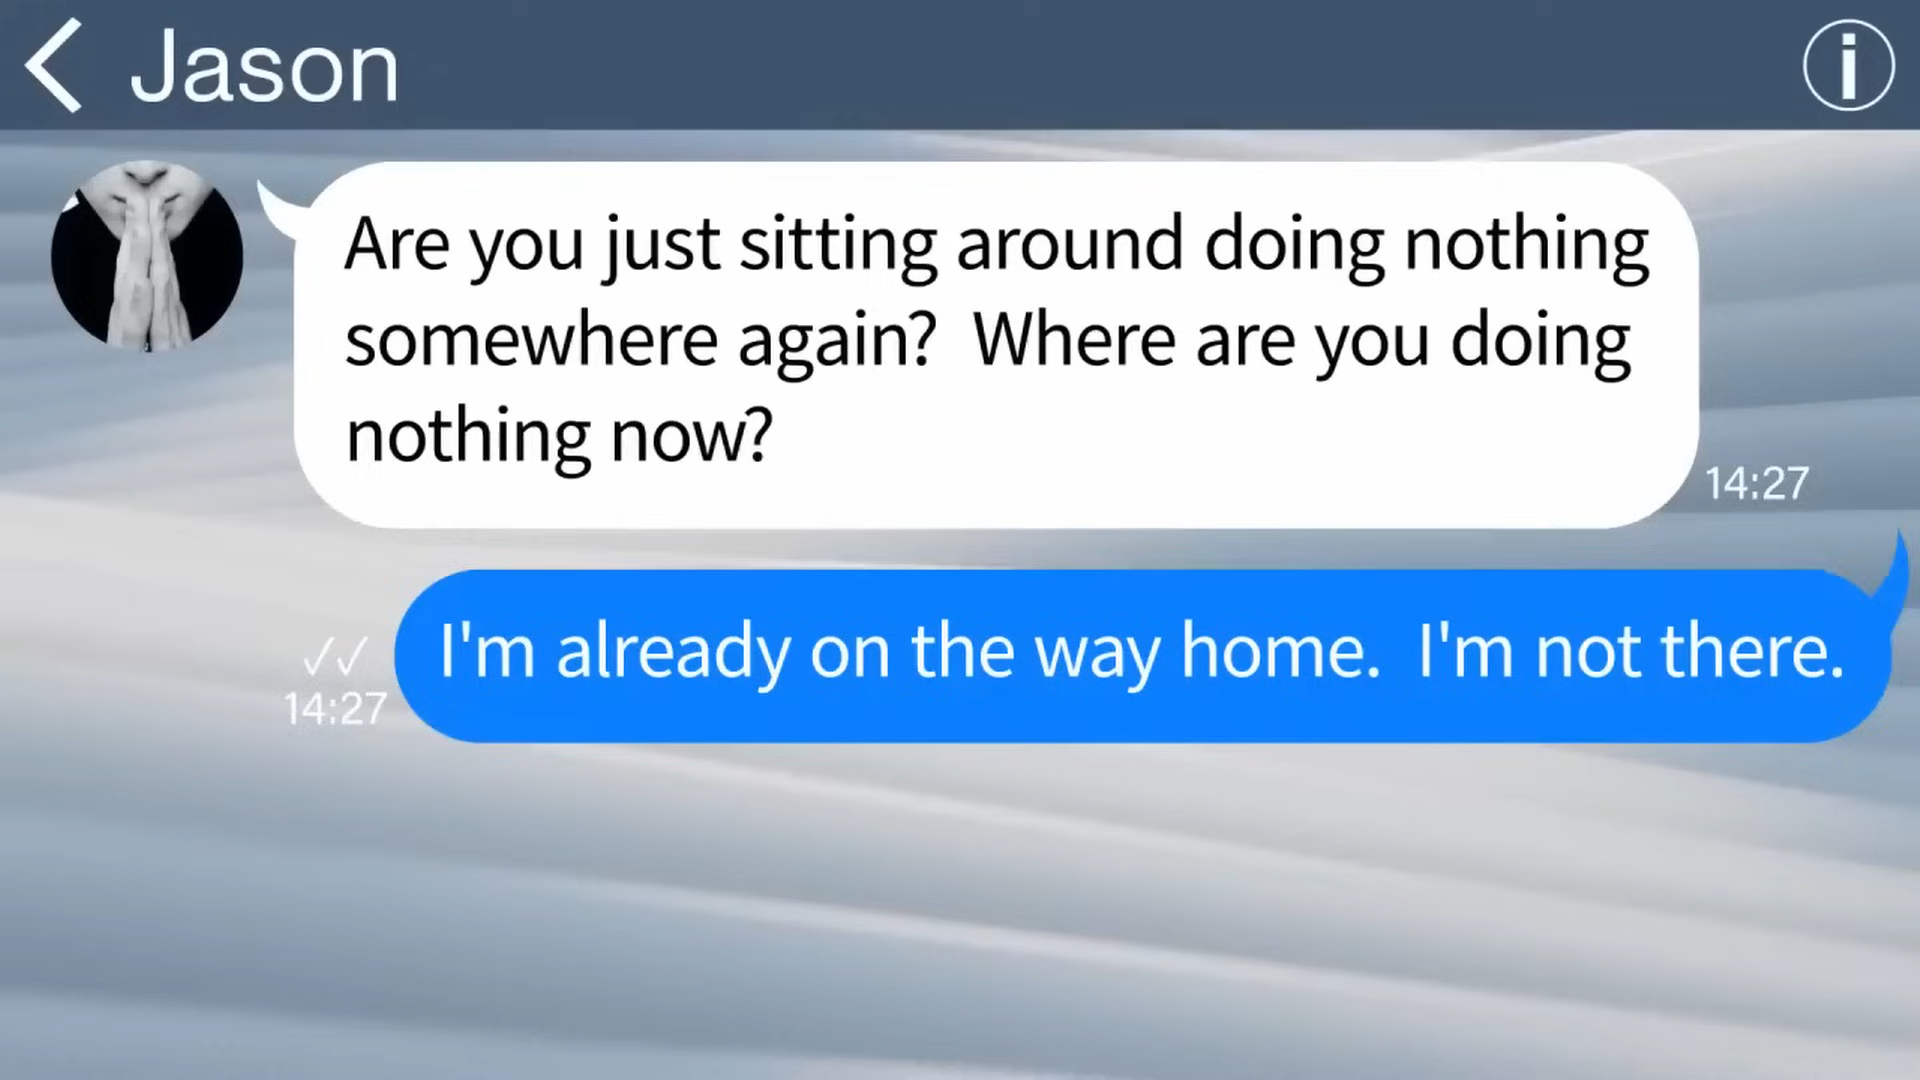 Jason
Are you just sitting around doing nothing
somewhere again?  Where are you doing
nothing now?
14:27
I'm already on the way home.  I'm not there.
14:27